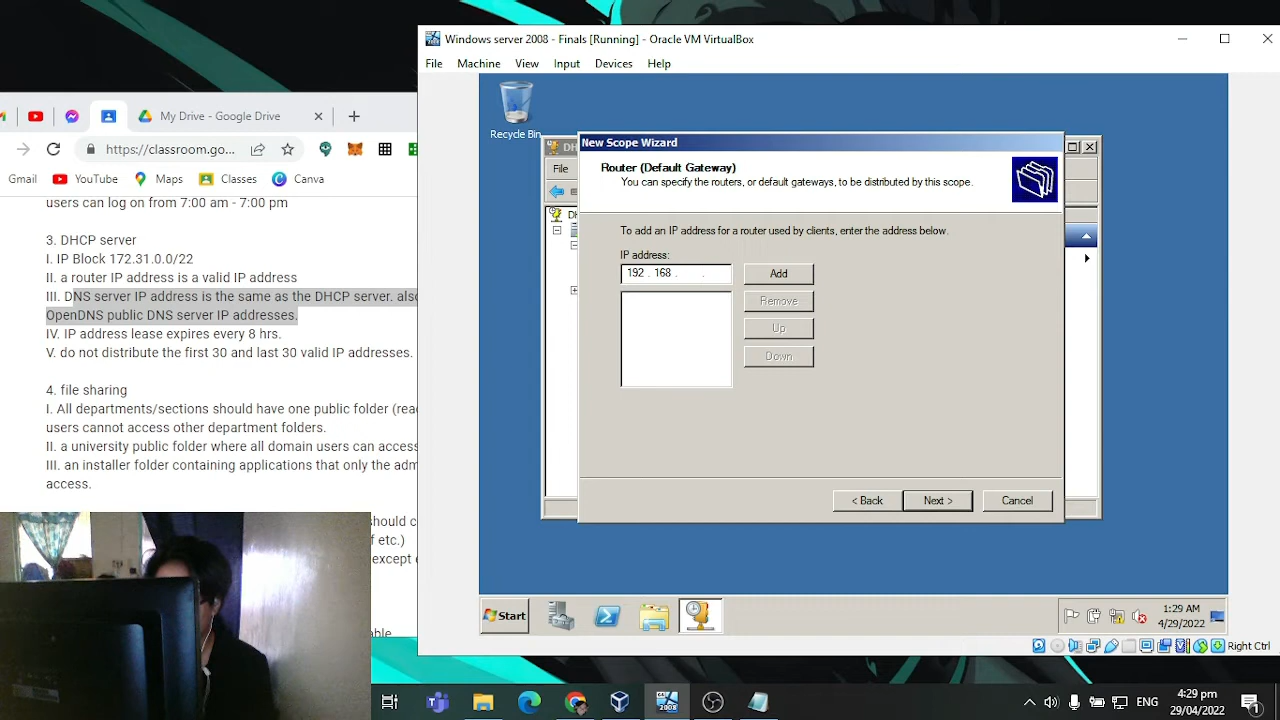 Windows server 2008 - Finals [Running] - Oracle VM VirtualBox
File Machine View Input Devices Help
My Drive - Google Drive
https://classroom.go...
Gmail YouTube Maps Classes Canva
users can log on from 7:00 am - 7:00 pm
3. DHCP server
I. IP Block 172.31.0.0/22
II. a router IP address is a valid IP address
III. DNS server IP address is the same as the DHCP server. also
OpenDNS public DNS server IP addresses.
IV. IP address lease expires every 8 hrs.
V. do not distribute the first 30 and last 30 valid IP addresses.
4. file sharing
I. All departments/sections should have one public folder (read
users cannot access other department folders.
II. a university public folder where all domain users can access
III. an installer folder containing applications that only the adm
access.
should c
f etc.)
except
Recycle Bin
File
New Scope Wizard
Router (Default Gateway)
You can specify the routers, or default gateways, to be distributed by this scope.
To add an IP address for a router used by clients, enter the address below.
IP address:
192 . 168 . .
Add
Remove
Up
Down
< Back Next > Cancel
Start
1:29 AM
4/29/2022
Right Ctrl
ENG
4:29 pm
29/04/2022